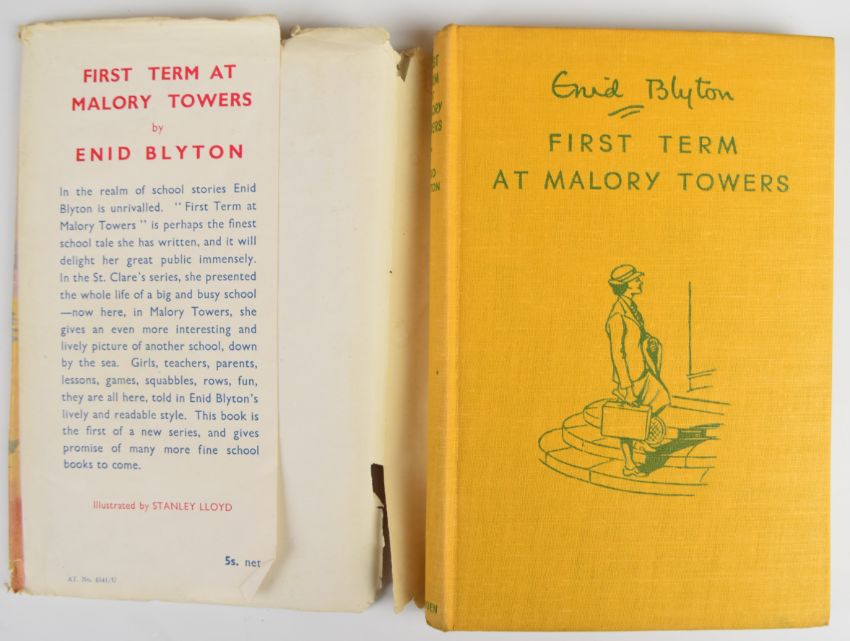 FIRST TERM AT
MALORY TOWERS
by
ENID BLYTON
In the realm of school stories Enid
Blyton is unrivalled. "First Term at
Malory Towers" is perhaps the finest
school tale she has written, and it will
delight her great public immensely.
In the St. Clare's series, she presented
the whole life of a big and busy school
—now here, in Malory Towers, she
gives an even more interesting and
lively picture of another school, down
by the sea. Girls, teachers, parents,
lessons, games, squabbles, rows, fun,
they are all here, told in Enid Blyton's
lively and readable style. This book is
the first of a new series, and gives
promise of many more fine school
books to come.
Illustrated by STANLEY LLOYD
5s. net
Enid Blyton
FIRST TERM
AT MALORY TOWERS